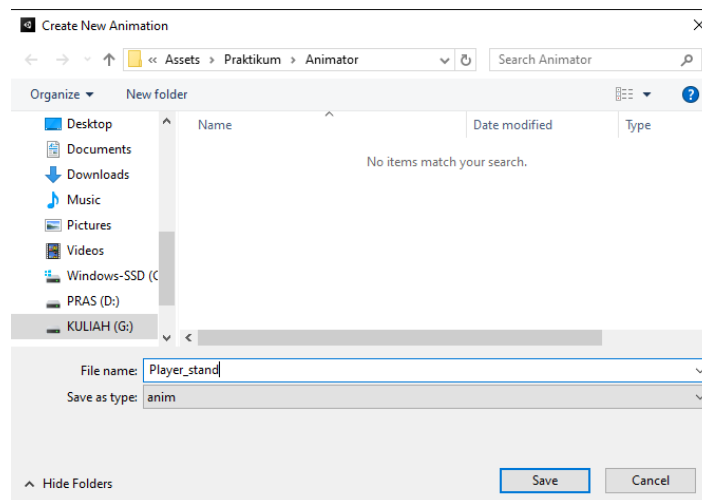 Create New Animation
« Assets › Praktikum › Animator
Search Animator
Organize
New folder
Name
Date modified
Type
Desktop
Documents
Downloads
Music
Pictures
Videos
Windows-SSD (C
PRAS (D:)
KULIAH (G:)
No items match your search.
File name: Player_stand
Save as type: anim
Hide Folders
Save
Cancel